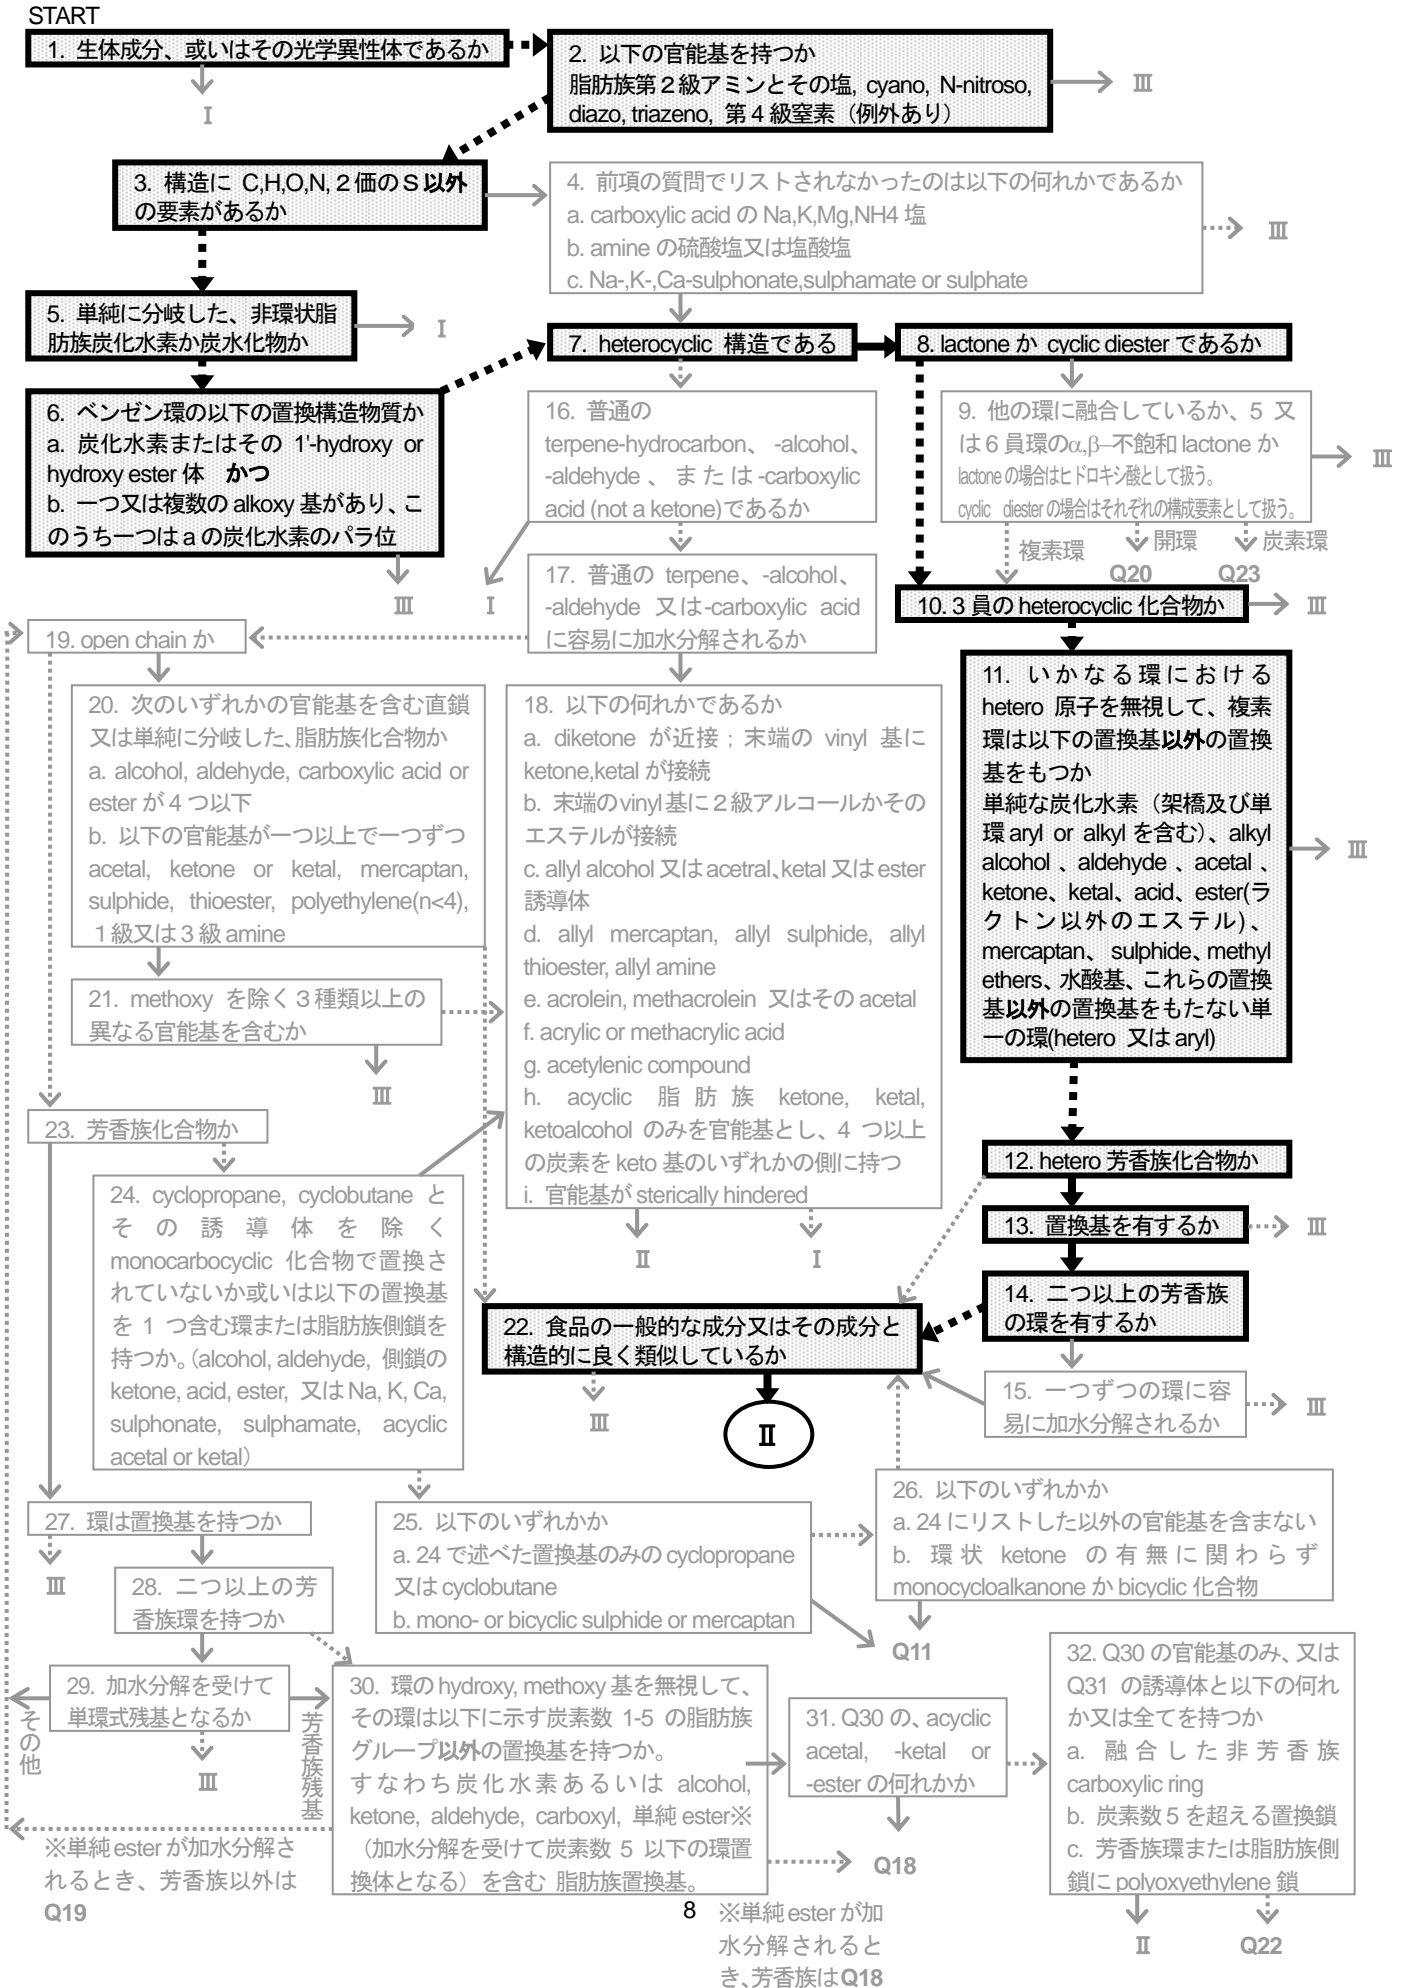 START
1. 生体成分、或いはその光学異性体であるか
I
2. 以下の官能基を持つか
脂肪族第２級アミンとその塩, cyano, N-nitroso,
diazo, triazeno, 第４級窒素（例外あり）
Ⅲ
3. 構造に C,H,O,N,２価のＳ以外
の要素があるか
4. 前項の質問でリストされなかったのは以下の何れかであるか
a. carboxylic acid の Na,K,Mg,NH4 塩
b. amine の硫酸塩又は塩酸塩
c. Na-,K-,Ca-sulphonate,sulphamate or sulphate
Ⅲ
5. 単純に分岐した、非環状脂
肪族炭化水素か炭水化物か
I
6. ベンゼン環の以下の置換構造物質か
a. 炭化水素またはその 1'-hydroxy or
hydroxy ester 体 かつ
b. 一つ又は複数の alkoxy 基があり、こ
のうち一つは a の炭化水素のパラ位
Ⅲ
7. heterocyclic 構造である
8. lactone か cyclic diester であるか
9. 他の環に融合しているか、５又
は６員環のα,β–不飽和 lactone か
lactone の場合はヒドロキシ酸として扱う。
cyclic diester の場合はそれぞれの構成要素として扱う。
Ⅲ
複素環
開環
炭素環
Q20
Q23
10. 3 員の heterocyclic 化合物か
Ⅲ
11. いかなる環における
hetero 原子を無視して、複素
環は以下の置換基以外の置換
基をもつか
単純な炭化水素（架橋及び単
環 aryl or alkyl を含む）、alkyl
alcohol 、aldehyde 、acetal 、
ketone、ketal、acid、ester(ラ
クトン以外のエステル)、
mercaptan、 sulphide、methyl
ethers、水酸基、これらの置換
基以外の置換基をもたない単
一の環(hetero 又は aryl)
Ⅲ
12. hetero 芳香族化合物か
13. 置換基を有するか
Ⅲ
14. 二つ以上の芳香族
の環を有するか
15. 一つずつの環に容
易に加水分解されるか
Ⅲ
16. 普通の
terpene-hydrocarbon、 -alcohol、
-aldehyde 、または-carboxylic
acid (not a ketone)であるか
I
17. 普通の terpene、-alcohol、
-aldehyde 又は-carboxylic acid
に容易に加水分解されるか
18. 以下の何れかであるか
a. diketone が近接；末端の vinyl 基に
ketone,ketal が接続
b. 末端の vinyl 基に２級アルコールかその
エステルが接続
c. allyl alcohol 又は acetral、ketal 又は ester
誘導体
d. allyl mercaptan, allyl sulphide, allyl
thioester, allyl amine
e. acrolein, methacrolein 又はその acetal
f. acrylic or methacrylic acid
g. acetylenic compound
h. acyclic 脂肪族 ketone, ketal,
ketoalcohol のみを官能基とし、4 つ以上
の炭素を keto 基のいずれかの側に持つ
i. 官能基が sterically hindered
Ⅱ
I
19. open chain か
20. 次のいずれかの官能基を含む直鎖
又は単純に分岐した、脂肪族化合物か
a. alcohol, aldehyde, carboxylic acid or
ester が 4 つ以下
b. 以下の官能基が一つ以上で一つずつ
acetal, ketone or ketal, mercaptan,
sulphide, thioester, polyethylene(n<4),
１級又は３級 amine
21. methoxy を除く３種類以上の
異なる官能基を含むか
Ⅲ
22. 食品の一般的な成分又はその成分と
構造的に良く類似しているか
Ⅲ
Ⅱ
23. 芳香族化合物か
24. cyclopropane, cyclobutane と
その誘導体を除く
monocarbocyclic 化合物で置換さ
れていないか或いは以下の置換基
を 1 つ含む環または脂肪族側鎖を
持つか。（alcohol, aldehyde, 側鎖の
ketone, acid, ester, 又は Na, K, Ca,
sulphonate, sulphamate, acyclic
acetal or ketal）
25. 以下のいずれかか
a. 24 で述べた置換基のみの cyclopropane
又は cyclobutane
b. mono- or bicyclic sulphide or mercaptan
26. 以下のいずれかか
a. 24 にリストした以外の官能基を含まない
b. 環状 ketone の有無に関わらず
monocycloalkanone か bicyclic 化合物
Q11
27. 環は置換基を持つか
Ⅲ
28. 二つ以上の芳
香族環を持つか
29. 加水分解を受けて
単環式残基となるか
その他
芳香族残基
Ⅲ
30. 環の hydroxy, methoxy 基を無視して、
その環は以下に示す炭素数 1-5 の脂肪族
グループ以外の置換基を持つか。
すなわち炭化水素あるいは alcohol,
ketone, aldehyde, carboxyl, 単純 ester※
（加水分解を受けて炭素数 5 以下の環置
換体となる）を含む 脂肪族置換基。
31. Q30 の、acyclic
acetal, -ketal or
-ester の何れかか
Q18
32. Q30 の官能基のみ、又は
Q31 の誘導体と以下の何れ
か又は全てを持つか
a. 融合した非芳香族
carboxylic ring
b. 炭素数 5 を超える置換鎖
c. 芳香族環または脂肪族側
鎖に polyoxyethylene 鎖
Ⅱ
Q22
※単純 ester が加水分解さ
れるとき、芳香族以外は
Q19
8
※単純 ester が加
水分解されると
き、芳香族は Q18